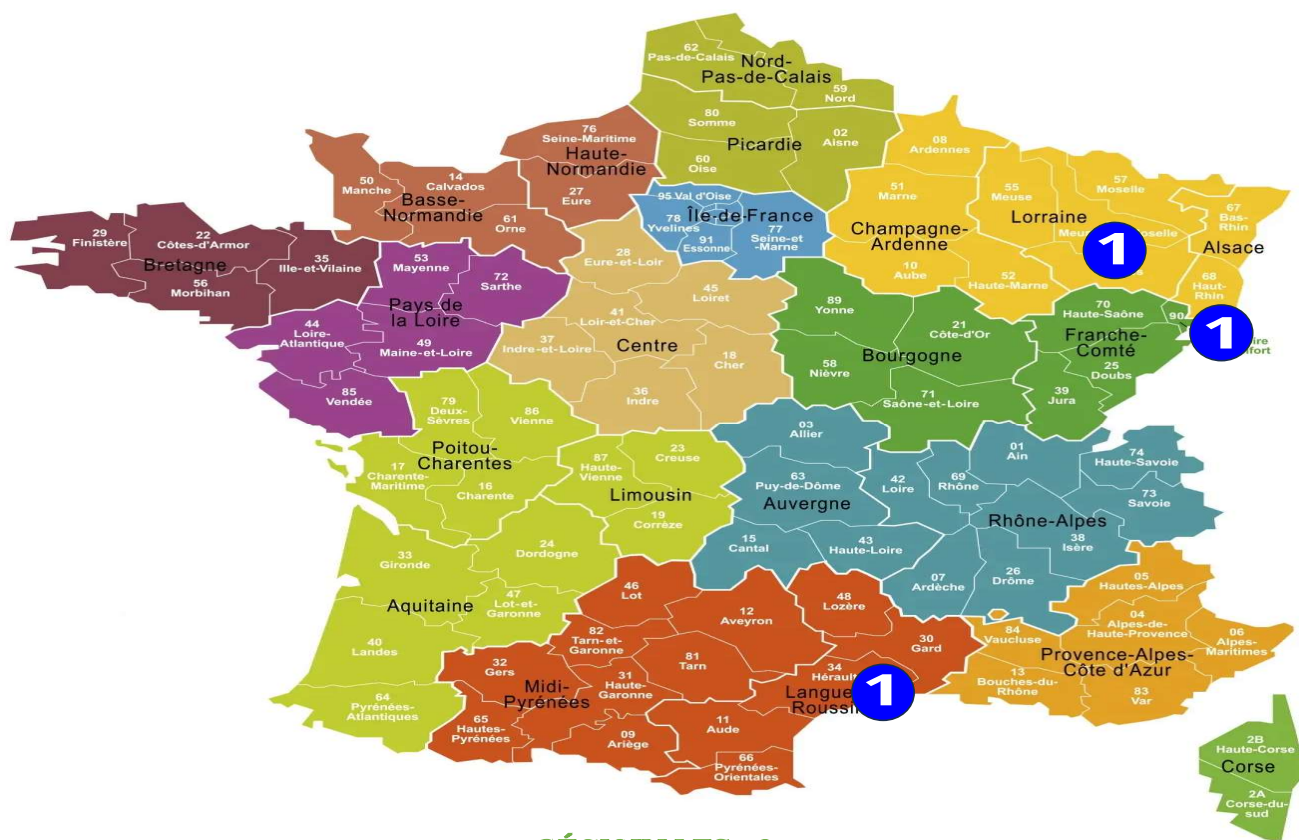 62
Pas-de-Calais
Nord-
Pas-de-Calais
59
Nord
80
Somme
02
Aisne
Picardie
60
Oise
76
Seine-Maritime
Haute-
Normandie
27
Eure
50
Manche
14
Calvados
Basse-
Normandie
61
Orne
08
Ardennes
51
Marne
Champagne-
Ardenne
10
Aube
52
Haute-Marne
55
Meuse
57
Moselle
Lorraine
1
67
Bas-
Rhin
Alsace
68
Haut-
Rhin
95 Val d'Oise
Île-de-France
78
Yvelines
91
Essonne
77
Seine-et
-Marne
29
Finistère
22
Côtes-d'Armor
Bretagne
35
Ille-et-Vilaine
56
Morbihan
53
Mayenne
72
Sarthe
Pays de
la Loire
44
Loire-
Atlantique
49
Maine-et-Loire
85
Vendée
28
Eure-et-Loir
45
Loiret
41
Loir-et-Cher
37
Indre-et-Loire
Centre
18
Cher
36
Indre
89
Yonne
21
Côte-d'Or
Bourgogne
58
Nièvre
71
Saône-et-Loire
70
Haute-Saône
90
1
Franche-
Comté
25
Doubs
39
Jura
79
Deux-
Sèvres
86
Vienne
Poitou-
Charentes
17
Charente-
Maritime
16
Charente
23
Creuse
87
Haute-
Vienne
Limousin
19
Corrèze
03
Allier
63
Puy-de-Dôme
Auvergne
15
Cantal
43
Haute-Loire
42
Loire
69
Rhône
01
Ain
74
Haute-Savoie
73
Savoie
Rhône-Alpes
38
Isère
07
Ardèche
26
Drôme
24
Dordogne
33
Gironde
47
Lot-et-
Garonne
Aquitaine
40
Landes
64
Pyrénées-
Atlantiques
46
Lot
12
Aveyron
82
Tarn-et-
Garonne
81
Tarn
32
Gers
31
Haute-
Garonne
Midi-
Pyrénées
65
Hautes-
Pyrénées
09
Ariège
48
Lozère
30
Gard
34
Hérault
1
11
Aude
66
Pyrénées-
Orientales
05
Hautes-Alpes
04
Alpes-de-
Haute-Provence
06
Alpes-
Maritimes
84
Vaucluse
Provence-Alpes-
Côte d'Azur
13
Bouches-du-
Rhône
83
Var
2B
Haute-Corse
Corse
2A
Corse-du-
sud